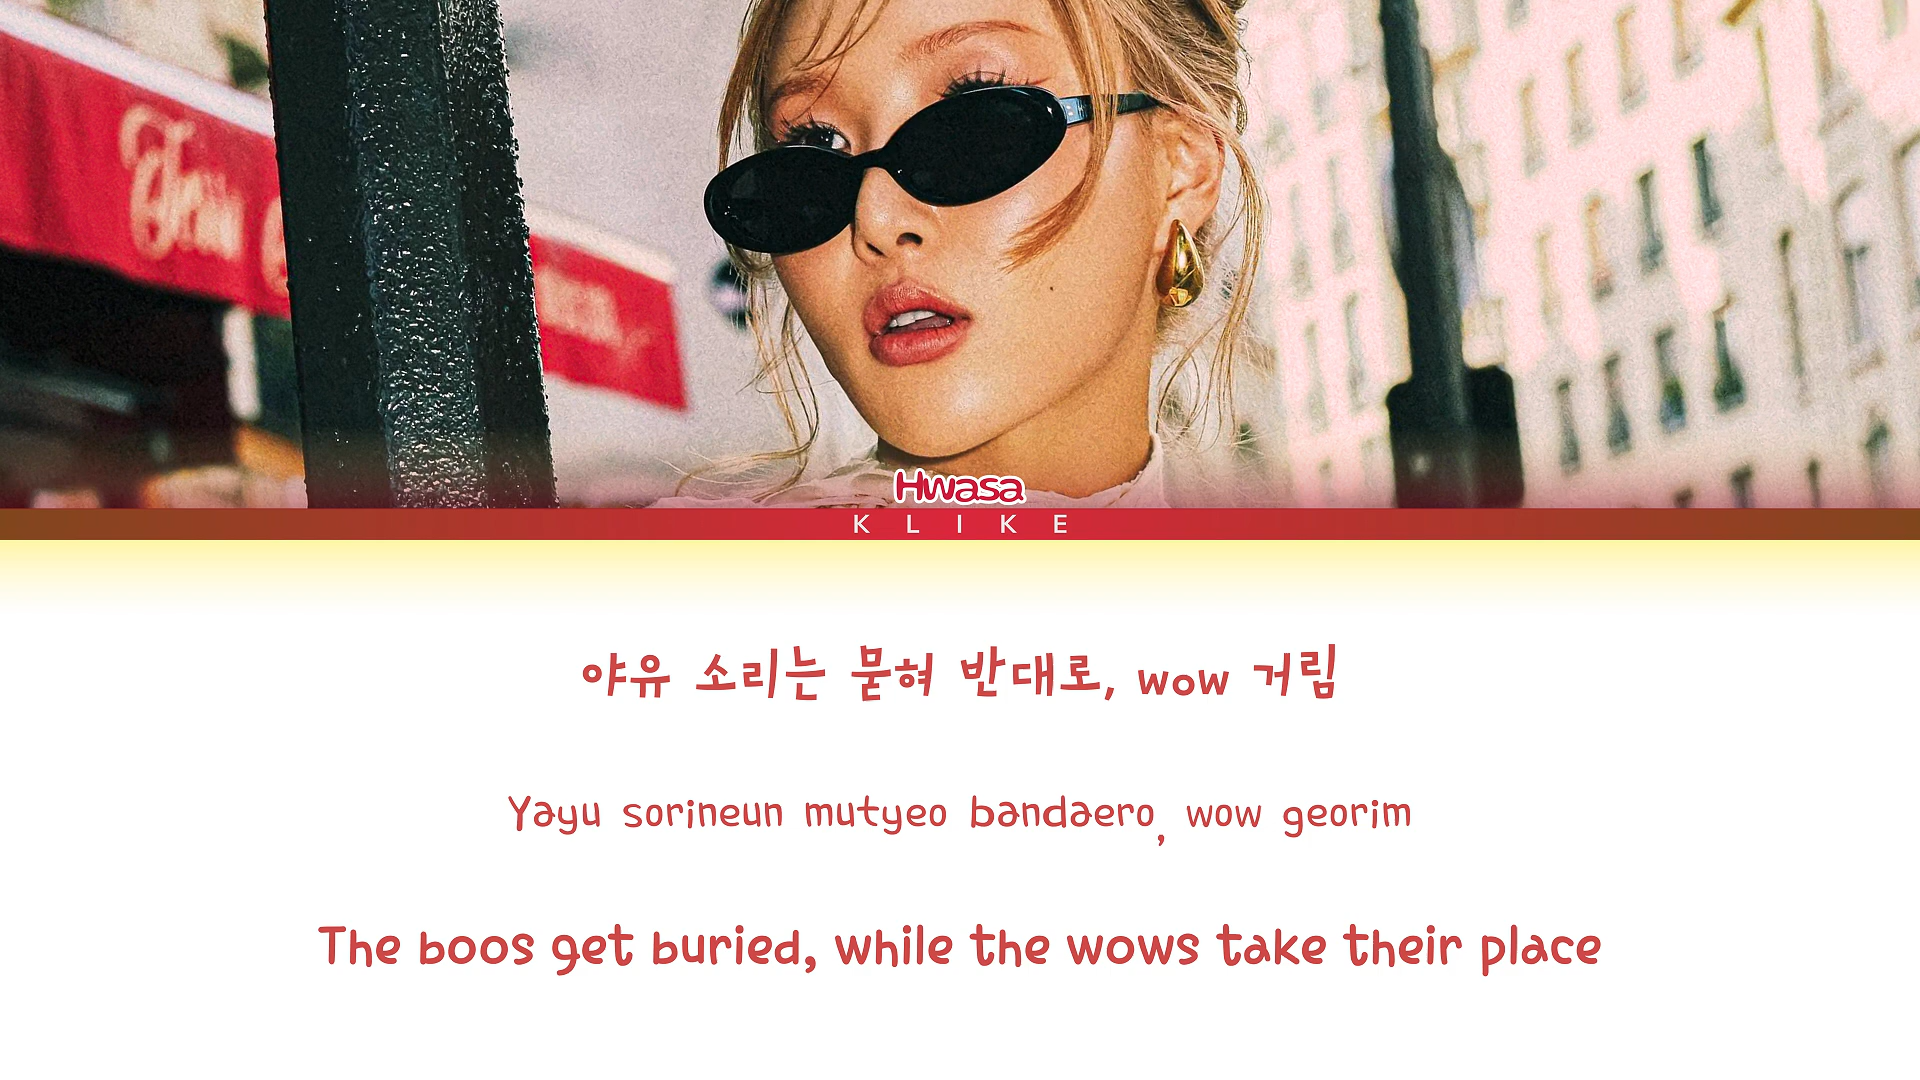 Hwasa
K L I K E
야유 소리는 묻혀 반대로, wow 거림
Yayu sorineun mutyeo bandaero, wow georim
The boos get buried, while the wows take their place